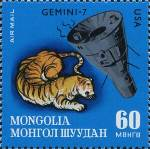 GEMINI-7
AIR MAIL
USA
MONGOLIA
МОНГОЛ ШУУДАН
60
МӨНГӨ